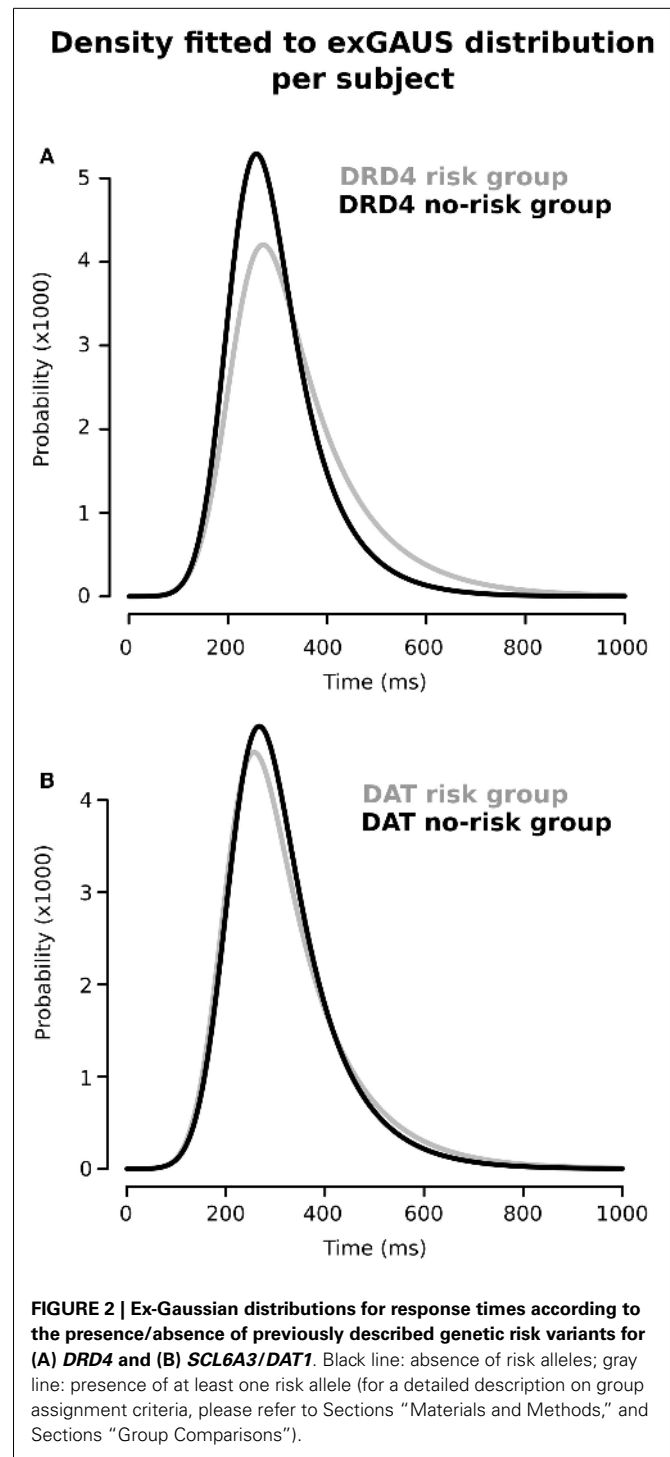 Density fitted to exGAUS distribution
per subject
A
DRD4 risk group
DRD4 no-risk group
Probability (x1000)
5
4
3
2
1
0
0 200 400 600 800 1000
Time (ms)
B
DAT risk group
DAT no-risk group
Probability (x1000)
4
3
2
1
0
0 200 400 600 800 1000
Time (ms)
FIGURE 2 | Ex-Gaussian distributions for response times according to
the presence/absence of previously described genetic risk variants for
(A) DRD4 and (B) SCL6A3/DAT1. Black line: absence of risk alleles; gray
line: presence of at least one risk allele (for a detailed description on group
assignment criteria, please refer to Sections “Materials and Methods,” and
Sections “Group Comparisons”).